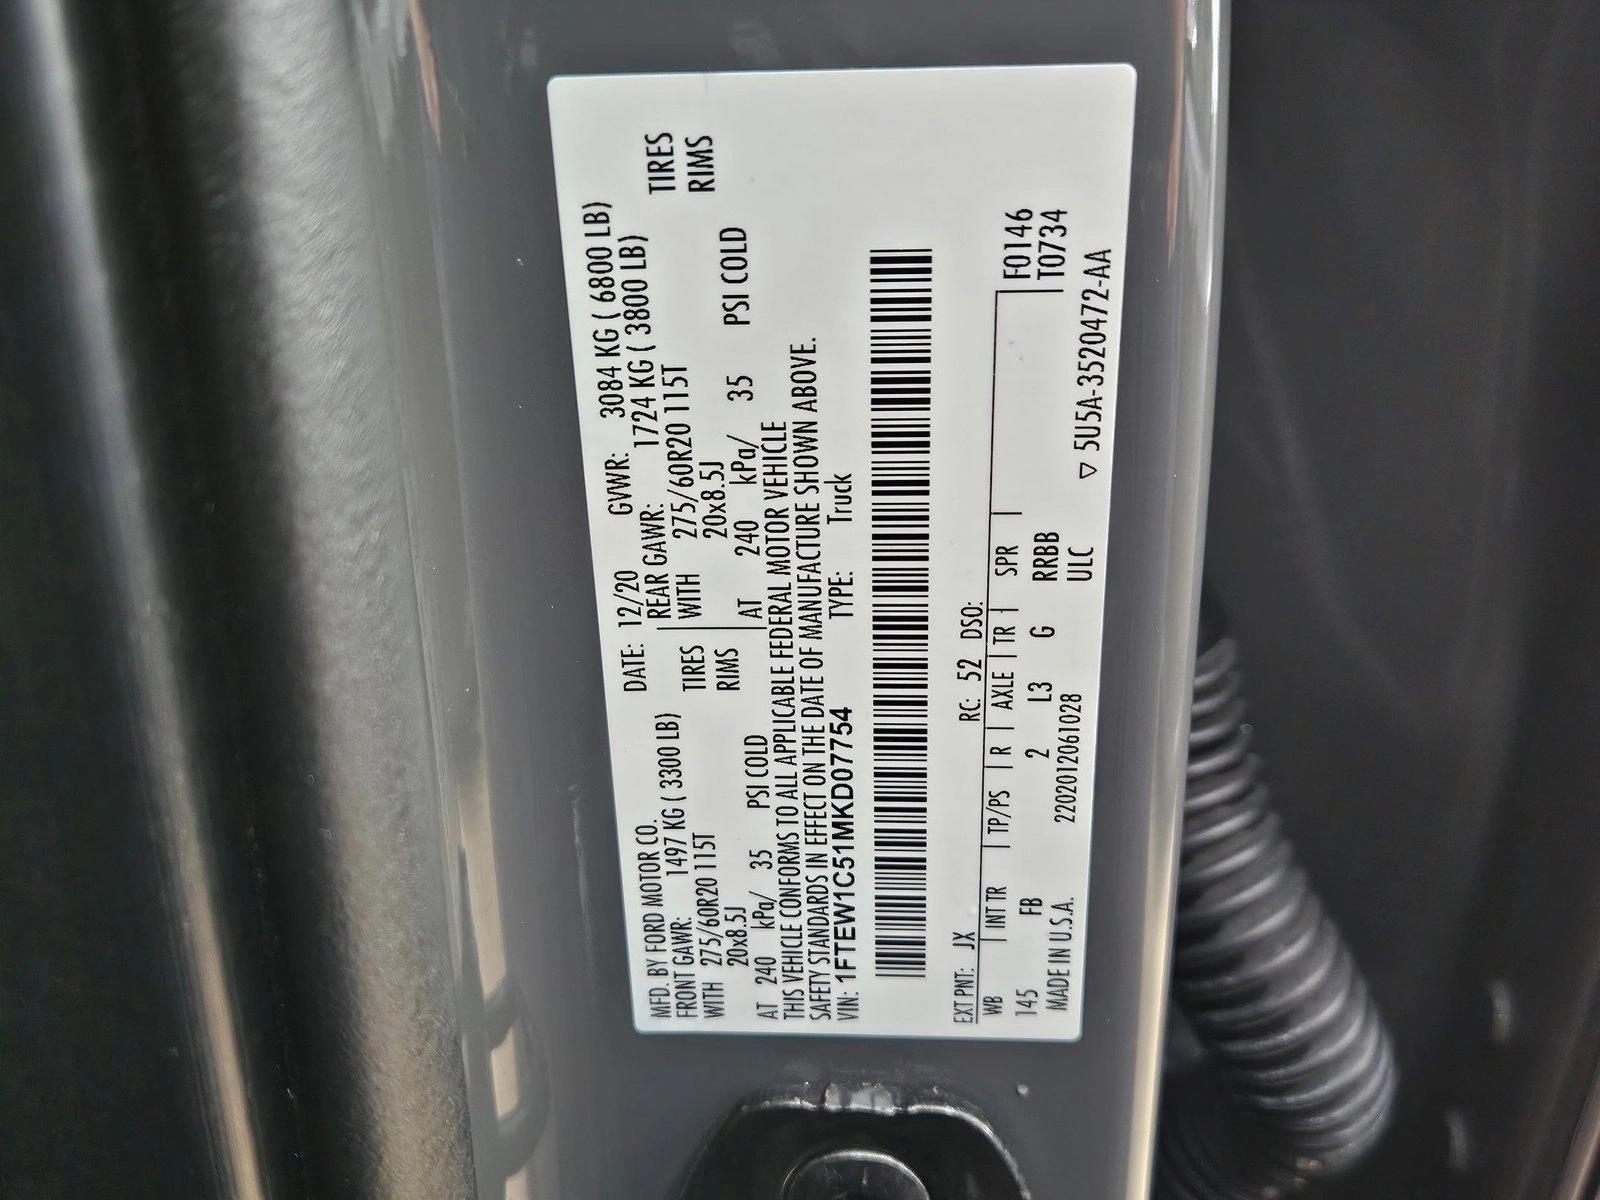 MFD. BY FORD MOTOR CO.
DATE: 12/20 GVWR: 3084 KG ( 6800 LB)
FRONT GAWR: 1497 KG ( 3300 LB)
REAR GAWR: 1724 KG ( 3800 LB)
WITH 275/60R20 115T TIRES
WITH 275/60R20 115T TIRES
20x8.5J RIMS
20x8.5J RIMS
AT 240 kPa/ 35 PSI COLD
AT 240 kPa/ 35 PSI COLD
THIS VEHICLE CONFORMS TO ALL APPLICABLE FEDERAL MOTOR VEHICLE
SAFETY STANDARDS IN EFFECT ON THE DATE OF MANUFACTURE SHOWN ABOVE.
VIN: 1FTEW1C51MKD07754 TYPE: Truck
EXT PNT: JX RC: 52 DSO:
WB | INT TR | TP/PS | R | AXLE | TR | SPR | F0146
145 FB 2 L3 G RRBB T0734
MADE IN U.S.A. 2202012061028 ULC
▽ 5U5A-3520472-AA